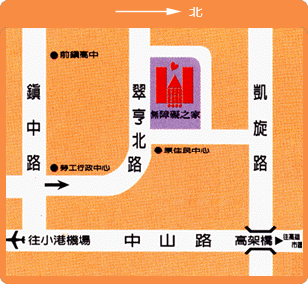 北
前鎮高中
鎮中路
翠亨北路
無障礙之家
凱旋路
原住民中心
勞工行政中心
往小港機場
中山路
高架橋
往高雄
市區